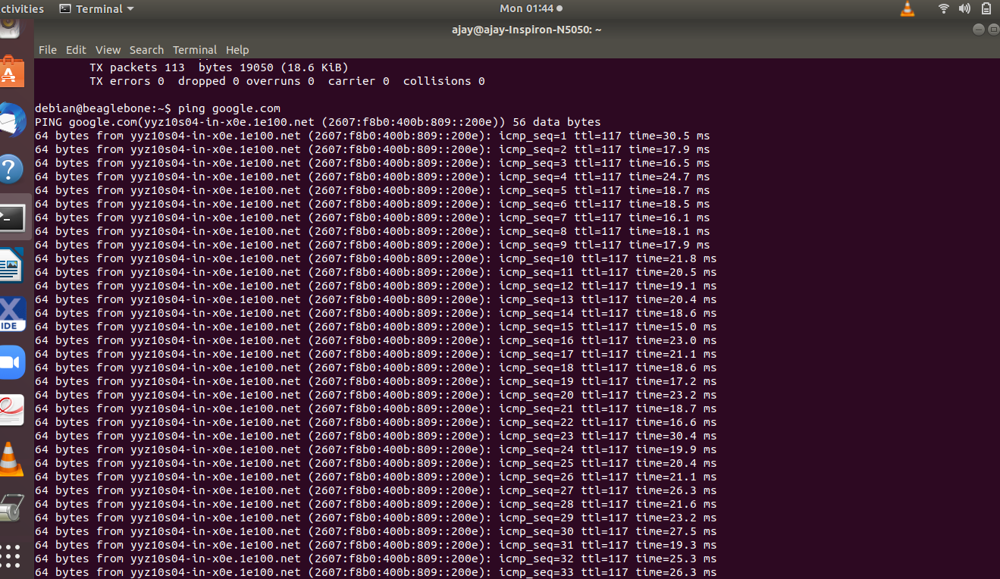 ctivities Terminal Mon 01:44
ajay@ajay-Inspiron-N5050: ~
File Edit View Search Terminal Help
TX packets 113  bytes 19050 (18.6 KiB)
TX errors 0  dropped 0 overruns 0  carrier 0  collisions 0
debian@beaglebone:~$ ping google.com
PING google.com(yyz10s04-in-x0e.1e100.net (2607:f8b0:400b:809::200e)) 56 data bytes
64 bytes from yyz10s04-in-x0e.1e100.net (2607:f8b0:400b:809::200e): icmp_seq=1 ttl=117 time=30.5 ms
64 bytes from yyz10s04-in-x0e.1e100.net (2607:f8b0:400b:809::200e): icmp_seq=2 ttl=117 time=17.9 ms
64 bytes from yyz10s04-in-x0e.1e100.net (2607:f8b0:400b:809::200e): icmp_seq=3 ttl=117 time=16.5 ms
64 bytes from yyz10s04-in-x0e.1e100.net (2607:f8b0:400b:809::200e): icmp_seq=4 ttl=117 time=24.7 ms
64 bytes from yyz10s04-in-x0e.1e100.net (2607:f8b0:400b:809::200e): icmp_seq=5 ttl=117 time=18.7 ms
64 bytes from yyz10s04-in-x0e.1e100.net (2607:f8b0:400b:809::200e): icmp_seq=6 ttl=117 time=18.5 ms
64 bytes from yyz10s04-in-x0e.1e100.net (2607:f8b0:400b:809::200e): icmp_seq=7 ttl=117 time=16.1 ms
64 bytes from yyz10s04-in-x0e.1e100.net (2607:f8b0:400b:809::200e): icmp_seq=8 ttl=117 time=18.1 ms
64 bytes from yyz10s04-in-x0e.1e100.net (2607:f8b0:400b:809::200e): icmp_seq=9 ttl=117 time=17.9 ms
64 bytes from yyz10s04-in-x0e.1e100.net (2607:f8b0:400b:809::200e): icmp_seq=10 ttl=117 time=21.8 ms
64 bytes from yyz10s04-in-x0e.1e100.net (2607:f8b0:400b:809::200e): icmp_seq=11 ttl=117 time=20.5 ms
64 bytes from yyz10s04-in-x0e.1e100.net (2607:f8b0:400b:809::200e): icmp_seq=12 ttl=117 time=19.1 ms
64 bytes from yyz10s04-in-x0e.1e100.net (2607:f8b0:400b:809::200e): icmp_seq=13 ttl=117 time=20.4 ms
64 bytes from yyz10s04-in-x0e.1e100.net (2607:f8b0:400b:809::200e): icmp_seq=14 ttl=117 time=18.6 ms
64 bytes from yyz10s04-in-x0e.1e100.net (2607:f8b0:400b:809::200e): icmp_seq=15 ttl=117 time=15.0 ms
64 bytes from yyz10s04-in-x0e.1e100.net (2607:f8b0:400b:809::200e): icmp_seq=16 ttl=117 time=23.0 ms
64 bytes from yyz10s04-in-x0e.1e100.net (2607:f8b0:400b:809::200e): icmp_seq=17 ttl=117 time=21.1 ms
64 bytes from yyz10s04-in-x0e.1e100.net (2607:f8b0:400b:809::200e): icmp_seq=18 ttl=117 time=18.6 ms
64 bytes from yyz10s04-in-x0e.1e100.net (2607:f8b0:400b:809::200e): icmp_seq=19 ttl=117 time=17.2 ms
64 bytes from yyz10s04-in-x0e.1e100.net (2607:f8b0:400b:809::200e): icmp_seq=20 ttl=117 time=23.2 ms
64 bytes from yyz10s04-in-x0e.1e100.net (2607:f8b0:400b:809::200e): icmp_seq=21 ttl=117 time=18.7 ms
64 bytes from yyz10s04-in-x0e.1e100.net (2607:f8b0:400b:809::200e): icmp_seq=22 ttl=117 time=16.6 ms
64 bytes from yyz10s04-in-x0e.1e100.net (2607:f8b0:400b:809::200e): icmp_seq=23 ttl=117 time=30.4 ms
64 bytes from yyz10s04-in-x0e.1e100.net (2607:f8b0:400b:809::200e): icmp_seq=24 ttl=117 time=19.9 ms
64 bytes from yyz10s04-in-x0e.1e100.net (2607:f8b0:400b:809::200e): icmp_seq=25 ttl=117 time=20.4 ms
64 bytes from yyz10s04-in-x0e.1e100.net (2607:f8b0:400b:809::200e): icmp_seq=26 ttl=117 time=21.1 ms
64 bytes from yyz10s04-in-x0e.1e100.net (2607:f8b0:400b:809::200e): icmp_seq=27 ttl=117 time=26.3 ms
64 bytes from yyz10s04-in-x0e.1e100.net (2607:f8b0:400b:809::200e): icmp_seq=28 ttl=117 time=21.6 ms
64 bytes from yyz10s04-in-x0e.1e100.net (2607:f8b0:400b:809::200e): icmp_seq=29 ttl=117 time=23.2 ms
64 bytes from yyz10s04-in-x0e.1e100.net (2607:f8b0:400b:809::200e): icmp_seq=30 ttl=117 time=27.5 ms
64 bytes from yyz10s04-in-x0e.1e100.net (2607:f8b0:400b:809::200e): icmp_seq=31 ttl=117 time=19.3 ms
64 bytes from yyz10s04-in-x0e.1e100.net (2607:f8b0:400b:809::200e): icmp_seq=32 ttl=117 time=25.3 ms
64 bytes from yyz10s04-in-x0e.1e100.net (2607:f8b0:400b:809::200e): icmp_seq=33 ttl=117 time=26.3 ms
X
IDE